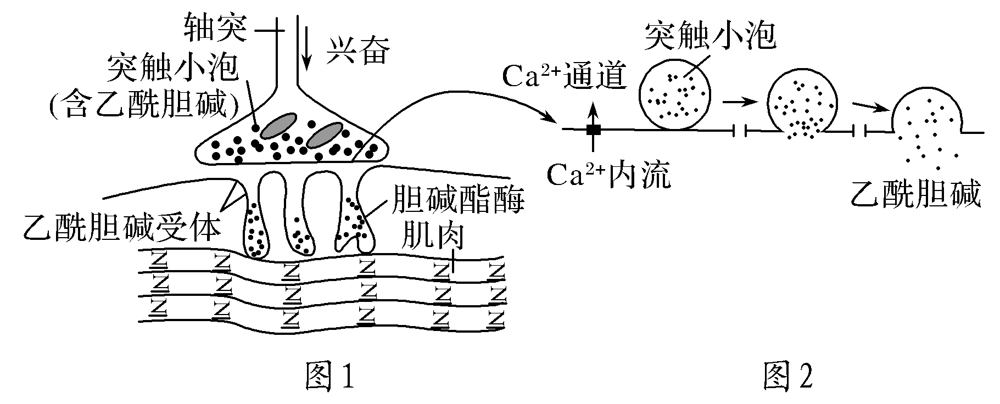 轴突
兴奋
突触小泡
(含乙酰胆碱)
乙酰胆碱受体
胆碱酯酶
肌肉
N N N N N N
N N N N N N
N N N N N N
图1
突触小泡
Ca²⁺通道
Ca²⁺内流
乙酰胆碱
图2